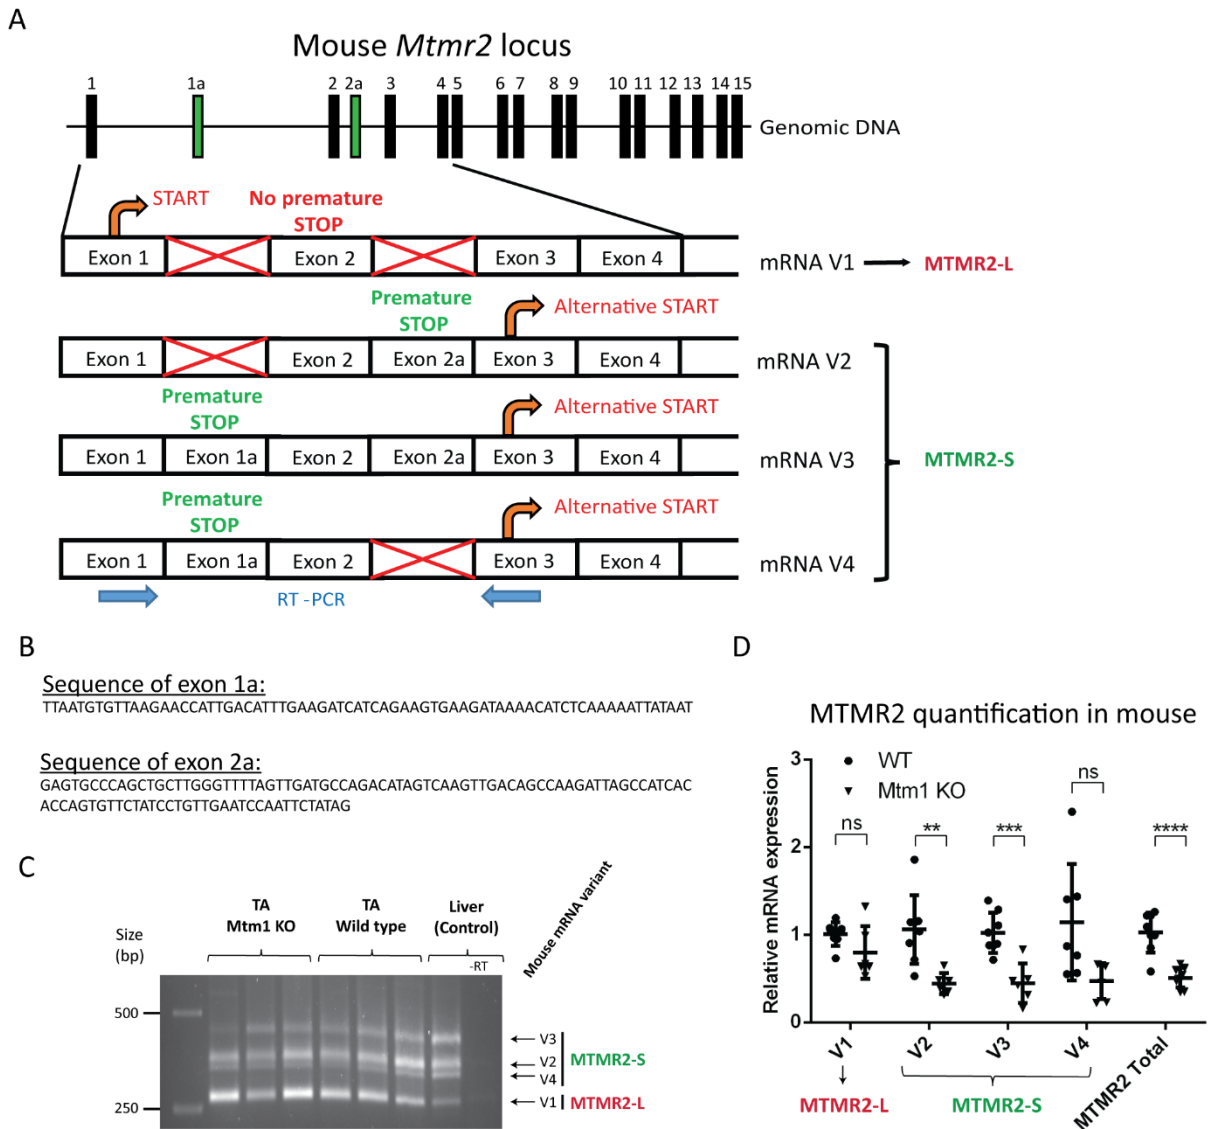 A
Mouse Mtmr2 locus
1 1a 2 2a 3 4 5 6 7 8 9 10 11 12 13 14 15
Genomic DNA
START
No premature
STOP
Exon 1 Exon 2 Exon 3 Exon 4 mRNA V1 MTMR2-L
Premature
STOP
Alternative START
Exon 1 Exon 2 Exon 2a Exon 3 Exon 4 mRNA V2
Premature
STOP
Alternative START
Exon 1 Exon 1a Exon 2 Exon 2a Exon 3 Exon 4 mRNA V3
MTMR2-S
Premature
STOP
Alternative START
Exon 1 Exon 1a Exon 2 Exon 3 Exon 4 mRNA V4
RT -PCR
B
Sequence of exon 1a:
TTAATGTGTTAAGAACCATTGACATTTGAAGATCATCAGAAGTGAAGATAAAACATCTCAAAAATTATAAT
Sequence of exon 2a:
GAGTGCCCAGCTGCTTGGGTTTTAGTTGATGCCAGACATAGTCAAGTTGACAGCCAAGATTAGCCATCAC
ACCAGTGTTCTATCCTGTTGAATCCAATTCTATAG
C
Size
(bp)
TA
Mtm1 KO
TA
Wild type
Liver
(Control)
-RT
Mouse mRNA variant
500
250
V3
V2
V4
MTMR2-S
V1
MTMR2-L
D
MTMR2 quantification in mouse
WT
Mtm1 KO
Relative mRNA expression
3
2
1
0
ns
**
***
ns
****
V1
V2
V3
V4
MTMR2 Total
MTMR2-L
MTMR2-S